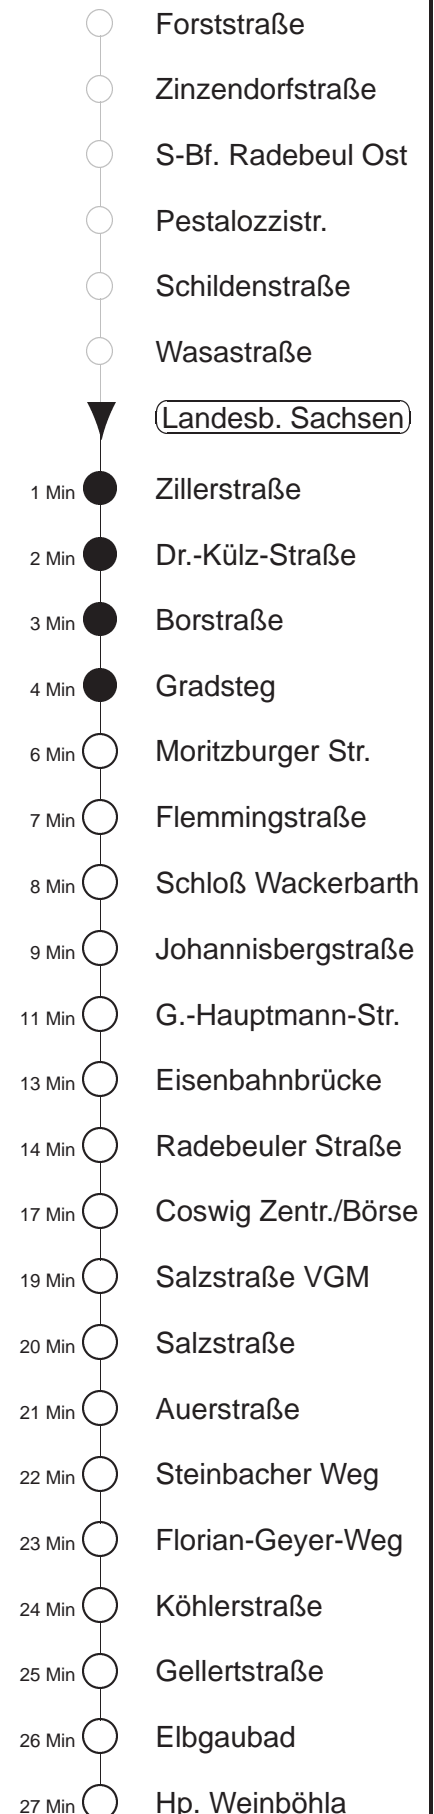 Forststraße
Zinzendorfstraße
S-Bf. Radebeul Ost
Pestalozzistr.
Schildenstraße
Wasastraße
Landesb. Sachsen
1 Min Zillerstraße
2 Min Dr.-Külz-Straße
3 Min Borstraße
4 Min Gradsteg
6 Min Moritzburger Str.
7 Min Flemmingstraße
8 Min Schloß Wackerbarth
9 Min Johannisbergstraße
11 Min G.-Hauptmann-Str.
13 Min Eisenbahnbrücke
14 Min Radebeuler Straße
17 Min Coswig Zentr./Börse
19 Min Salzstraße VGM
20 Min Salzstraße
21 Min Auerstraße
22 Min Steinbacher Weg
23 Min Florian-Geyer-Weg
24 Min Köhlerstraße
25 Min Gellertstraße
26 Min Elbgaubad
27 Min Hp. Weinböhla